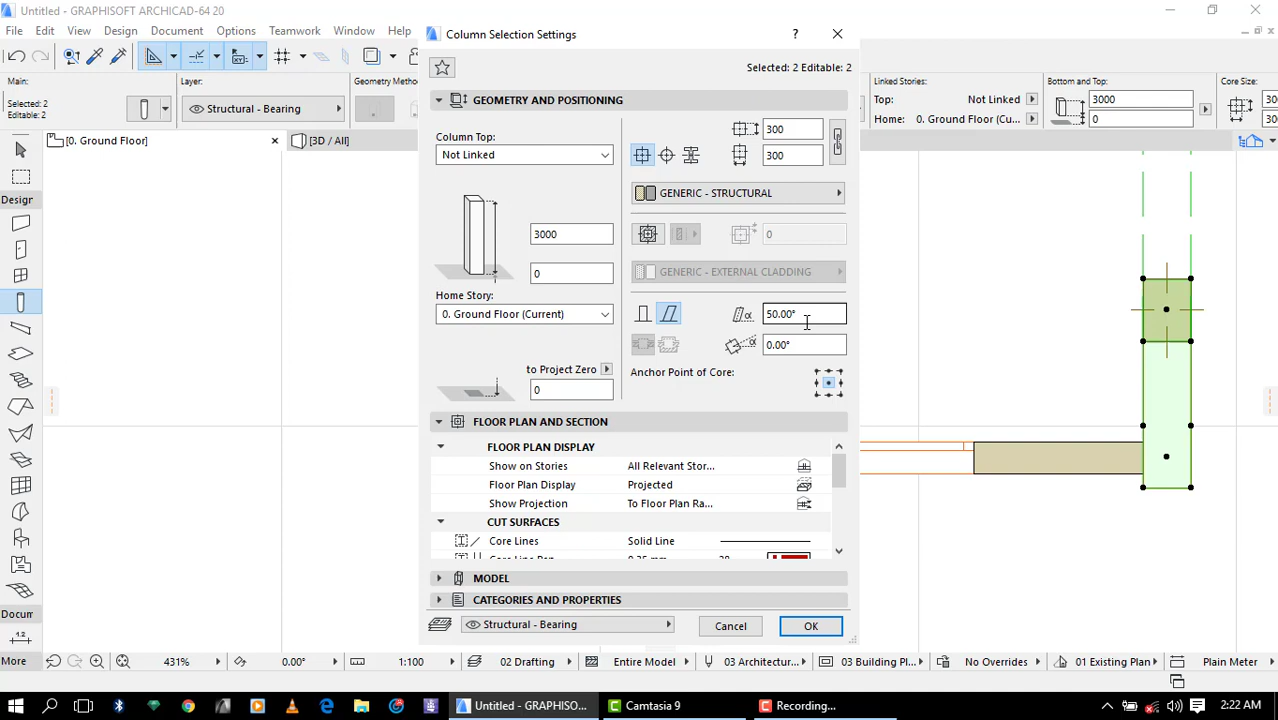 Untitled - GRAPHISOFT ARCHICAD-64 20
File Edit View Design Document Options Teamwork Window Help
Column Selection Settings
?
Selected: 2 Editable: 2
Main:
Selected: 2
Editable: 2
Layer:
Structural - Bearing
Geometry Method
Linked Stories:
Top: Not Linked
Home: 0. Ground Floor (Cu...
Bottom and Top:
3000
0
Core Size:
[0. Ground Floor]
[3D / All]
Design
Docum
More
GEOMETRY AND POSITIONING
Column Top:
Not Linked
3000
0
Home Story:
0. Ground Floor (Current)
to Project Zero
0
300
300
GENERIC - STRUCTURAL
0
GENERIC - EXTERNAL CLADDING
50.00°
0.00°
Anchor Point of Core:
FLOOR PLAN AND SECTION
FLOOR PLAN DISPLAY
Show on Stories All Relevant Stor...
Floor Plan Display Projected
Show Projection To Floor Plan Ra...
CUT SURFACES
Core Lines Solid Line
MODEL
CATEGORIES AND PROPERTIES
Structural - Bearing
Cancel
OK
431%
0.00°
1:100
02 Drafting
Entire Model
03 Architectur...
03 Building Pl...
No Overrides
01 Existing Plan
Plain Meter
Untitled - GRAPHISO...
Camtasia 9
Recording...
2:22 AM